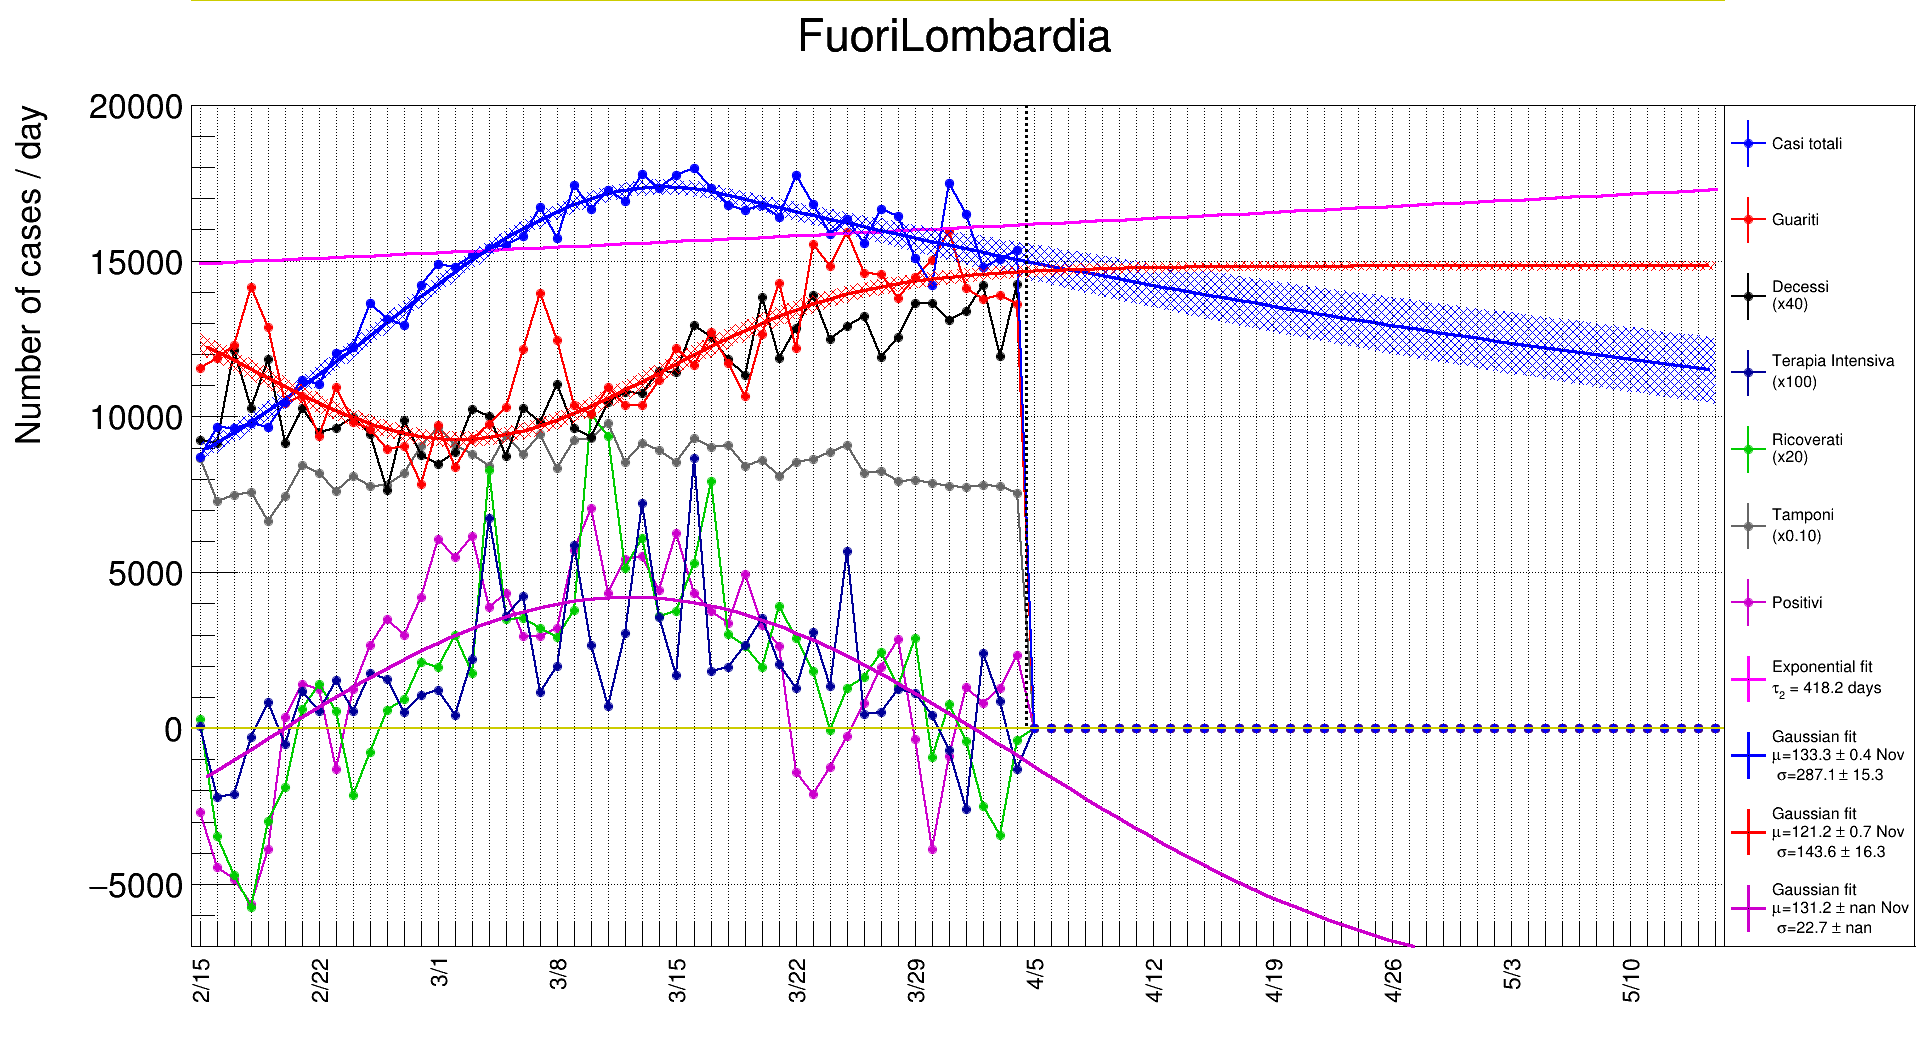 FuoriLombardia
Number of cases / day
20000
15000
10000
5000
0
−5000
2/15
2/22
3/1
3/8
3/15
3/22
3/29
4/5
4/12
4/19
4/26
5/3
5/10
Casi totali
Guariti
Decessi
(x40)
Terapia Intensiva
(x100)
Ricoverati
(x20)
Tamponi
(x0.10)
Positivi
Exponential fit
τ2 = 418.2 days
Gaussian fit
μ=133.3 ± 0.4 Nov
σ=287.1 ± 15.3
Gaussian fit
μ=121.2 ± 0.7 Nov
σ=143.6 ± 16.3
Gaussian fit
μ=131.2 ± nan Nov
σ=22.7 ± nan